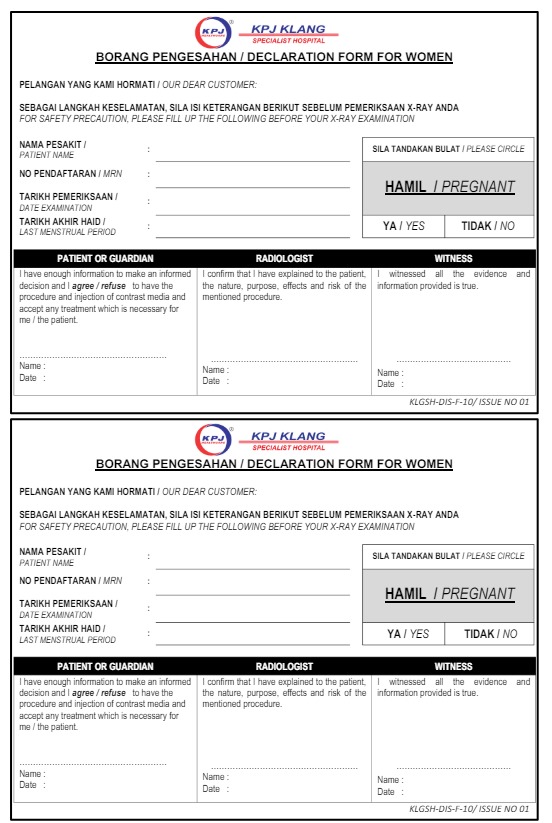 KPJ ® KPJ KLANG
HEALTHCARE SPECIALIST HOSPITAL
BORANG PENGESAHAN / DECLARATION FORM FOR WOMEN
PELANGAN YANG KAMI HORMATI / OUR DEAR CUSTOMER:
SEBAGAI LANGKAH KESELAMATAN, SILA ISI KETERANGAN BERIKUT SEBELUM PEMERIKSAAN X-RAY ANDA
FOR SAFETY PRECAUTION, PLEASE FILL UP THE FOLLOWING BEFORE YOUR X-RAY EXAMINATION
NAMA PESAKIT /
PATIENT NAME :
NO PENDAFTARAN / MRN :
TARIKH PEMERIKSAAN /
DATE EXAMINATION :
TARIKH AKHIR HAID /
LAST MENSTRUAL PERIOD :
SILA TANDAKAN BULAT / PLEASE CIRCLE
HAMIL / PREGNANT
YA / YES TIDAK / NO
PATIENT OR GUARDIAN
I have enough information to make an informed
decision and I agree / refuse to have the
procedure and injection of contrast media and
accept any treatment which is necessary for
me / the patient.
Name :
Date :
RADIOLOGIST
I confirm that I have explained to the patient,
the nature, purpose, effects and risk of the
mentioned procedure.
Name :
Date :
WITNESS
I witnessed all the evidence and
information provided is true.
Name :
Date :
KLGSH-DIS-F-10/ ISSUE NO 01
KPJ ® KPJ KLANG
HEALTHCARE SPECIALIST HOSPITAL
BORANG PENGESAHAN / DECLARATION FORM FOR WOMEN
PELANGAN YANG KAMI HORMATI / OUR DEAR CUSTOMER:
SEBAGAI LANGKAH KESELAMATAN, SILA ISI KETERANGAN BERIKUT SEBELUM PEMERIKSAAN X-RAY ANDA
FOR SAFETY PRECAUTION, PLEASE FILL UP THE FOLLOWING BEFORE YOUR X-RAY EXAMINATION
NAMA PESAKIT /
PATIENT NAME :
NO PENDAFTARAN / MRN :
TARIKH PEMERIKSAAN /
DATE EXAMINATION :
TARIKH AKHIR HAID /
LAST MENSTRUAL PERIOD :
SILA TANDAKAN BULAT / PLEASE CIRCLE
HAMIL / PREGNANT
YA / YES TIDAK / NO
PATIENT OR GUARDIAN
I have enough information to make an informed
decision and I agree / refuse to have the
procedure and injection of contrast media and
accept any treatment which is necessary for
me / the patient.
Name :
Date :
RADIOLOGIST
I confirm that I have explained to the patient,
the nature, purpose, effects and risk of the
mentioned procedure.
Name :
Date :
WITNESS
I witnessed all the evidence and
information provided is true.
Name :
Date :
KLGSH-DIS-F-10/ ISSUE NO 01